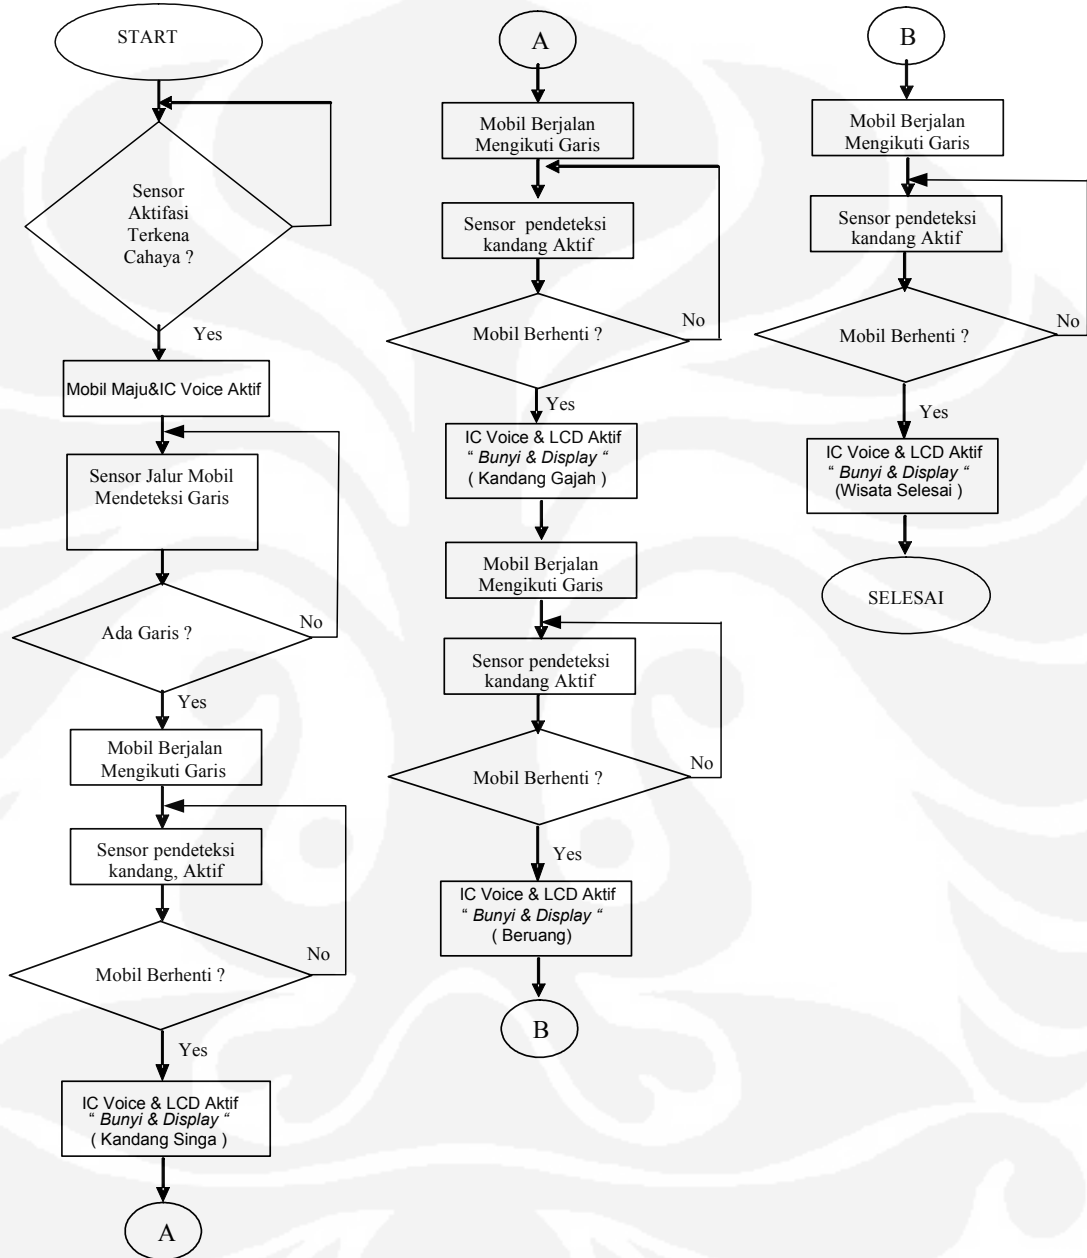 START
Sensor
Aktifasi
Terkena
Cahaya ?
Yes
Mobil Maju&IC Voice Aktif
Sensor Jalur Mobil
Mendeteksi Garis
Ada Garis ?
No
Yes
Mobil Berjalan
Mengikuti Garis
Sensor pendeteksi
kandang, Aktif
Mobil Berhenti ?
No
Yes
IC Voice & LCD Aktif
“ Bunyi & Display “
( Kandang Singa )
A
A
Mobil Berjalan
Mengikuti Garis
Sensor pendeteksi
kandang Aktif
Mobil Berhenti ?
No
Yes
IC Voice & LCD Aktif
“ Bunyi & Display “
( Kandang Gajah )
Mobil Berjalan
Mengikuti Garis
Sensor pendeteksi
kandang Aktif
Mobil Berhenti ?
No
Yes
IC Voice & LCD Aktif
“ Bunyi & Display “
( Beruang)
B
B
Mobil Berjalan
Mengikuti Garis
Sensor pendeteksi
kandang Aktif
Mobil Berhenti ?
No
Yes
IC Voice & LCD Aktif
“ Bunyi & Display “
(Wisata Selesai )
SELESAI